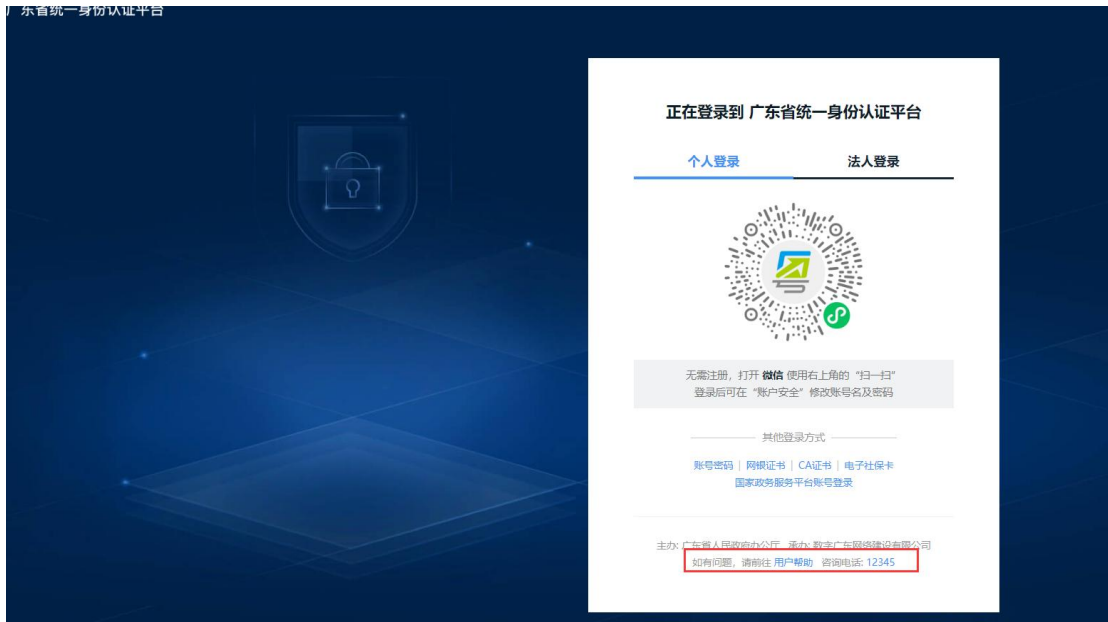 广东省统一身份认证平台
正在登录到 广东省统一身份认证平台
个人登录 法人登录
无需注册，打开 微信 使用右上角的“扫一扫”
登录后可在“账户安全”修改账号名及密码
其他登录方式
账号密码 | 网银证书 | CA证书 | 电子社保卡
国家政务服务平台账号登录
主办: 广东省人民政府办公厅 承办: 数字广东网络建设有限公司
如有问题，请前往 用户帮助 咨询电话: 12345